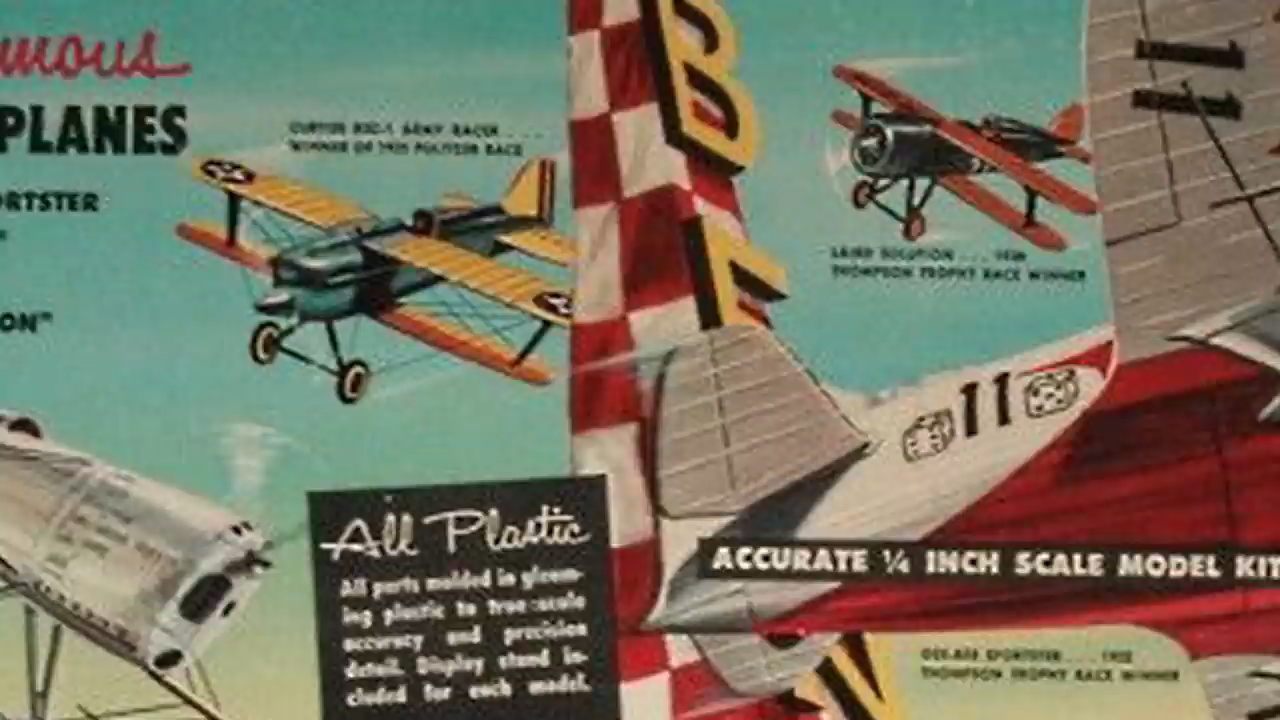 mous
PLANES
ORTSTER
ON"
CURTISS R3C-1 ARMY RACER . . . .
WINNER OF 1925 PULITZER RACE
B
LAIRD SOLUTION . . . 1930
THOMPSON TROPHY RACE WINNER
11
11
All Plastic
All parts molded in gleam-
ing plastic to true-scale
accuracy and precision
detail. Display stand in-
cluded for each model.
ACCURATE ¼ INCH SCALE MODEL KIT
GEE-BEE SPORTSTER . . . . 1932
THOMPSON TROPHY RACE WINNER